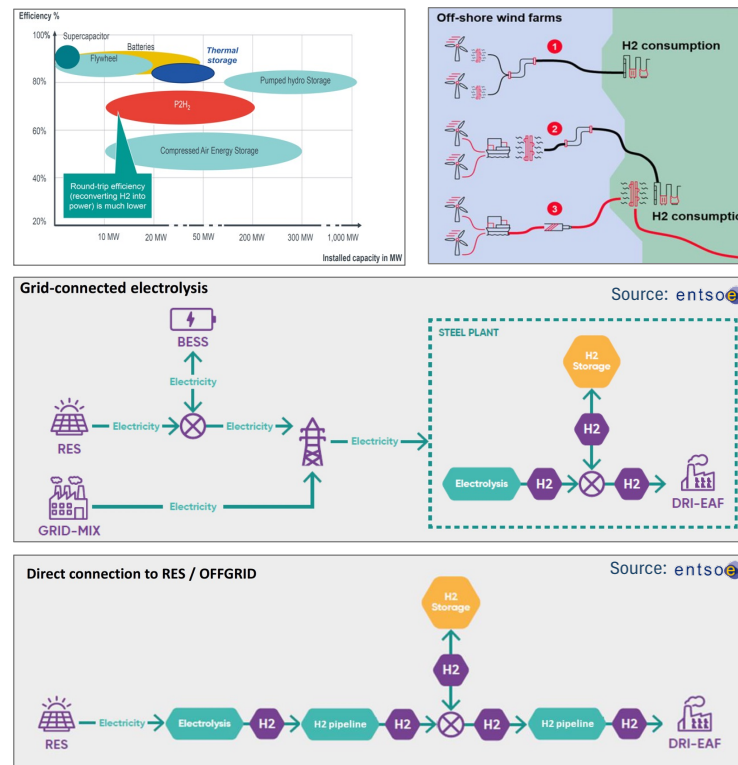 Efficiency %
100%
80%
60%
40%
20%
Supercapacitor
Batteries
Flywheel
Thermal
storage
Pumped hydro Storage
P2H₂
Compressed Air Energy Storage
Round-trip efficiency
(reconverting H2 into
power) is much lower
10 MW
20 MW
50 MW
200 MW
300 MW
1,000 MW
Installed capacity in MW
Off-shore wind farms
1
H2 consumption
2
3
H2 consumptio
Grid-connected electrolysis
Source: entsoe
BESS
Electricity
RES
Electricity
Electricity
Electricity
GRID-MIX
Electricity
STEEL PLANT
H2
Storage
H2
Electrolysis
H2
H2
DRI-EAF
Direct connection to RES / OFFGRID
Source: entsoe
H2
Storage
H2
RES
Electricity
Electrolysis
H2
H2 pipeline
H2
H2
H2 pipeline
H2
DRI-EAF